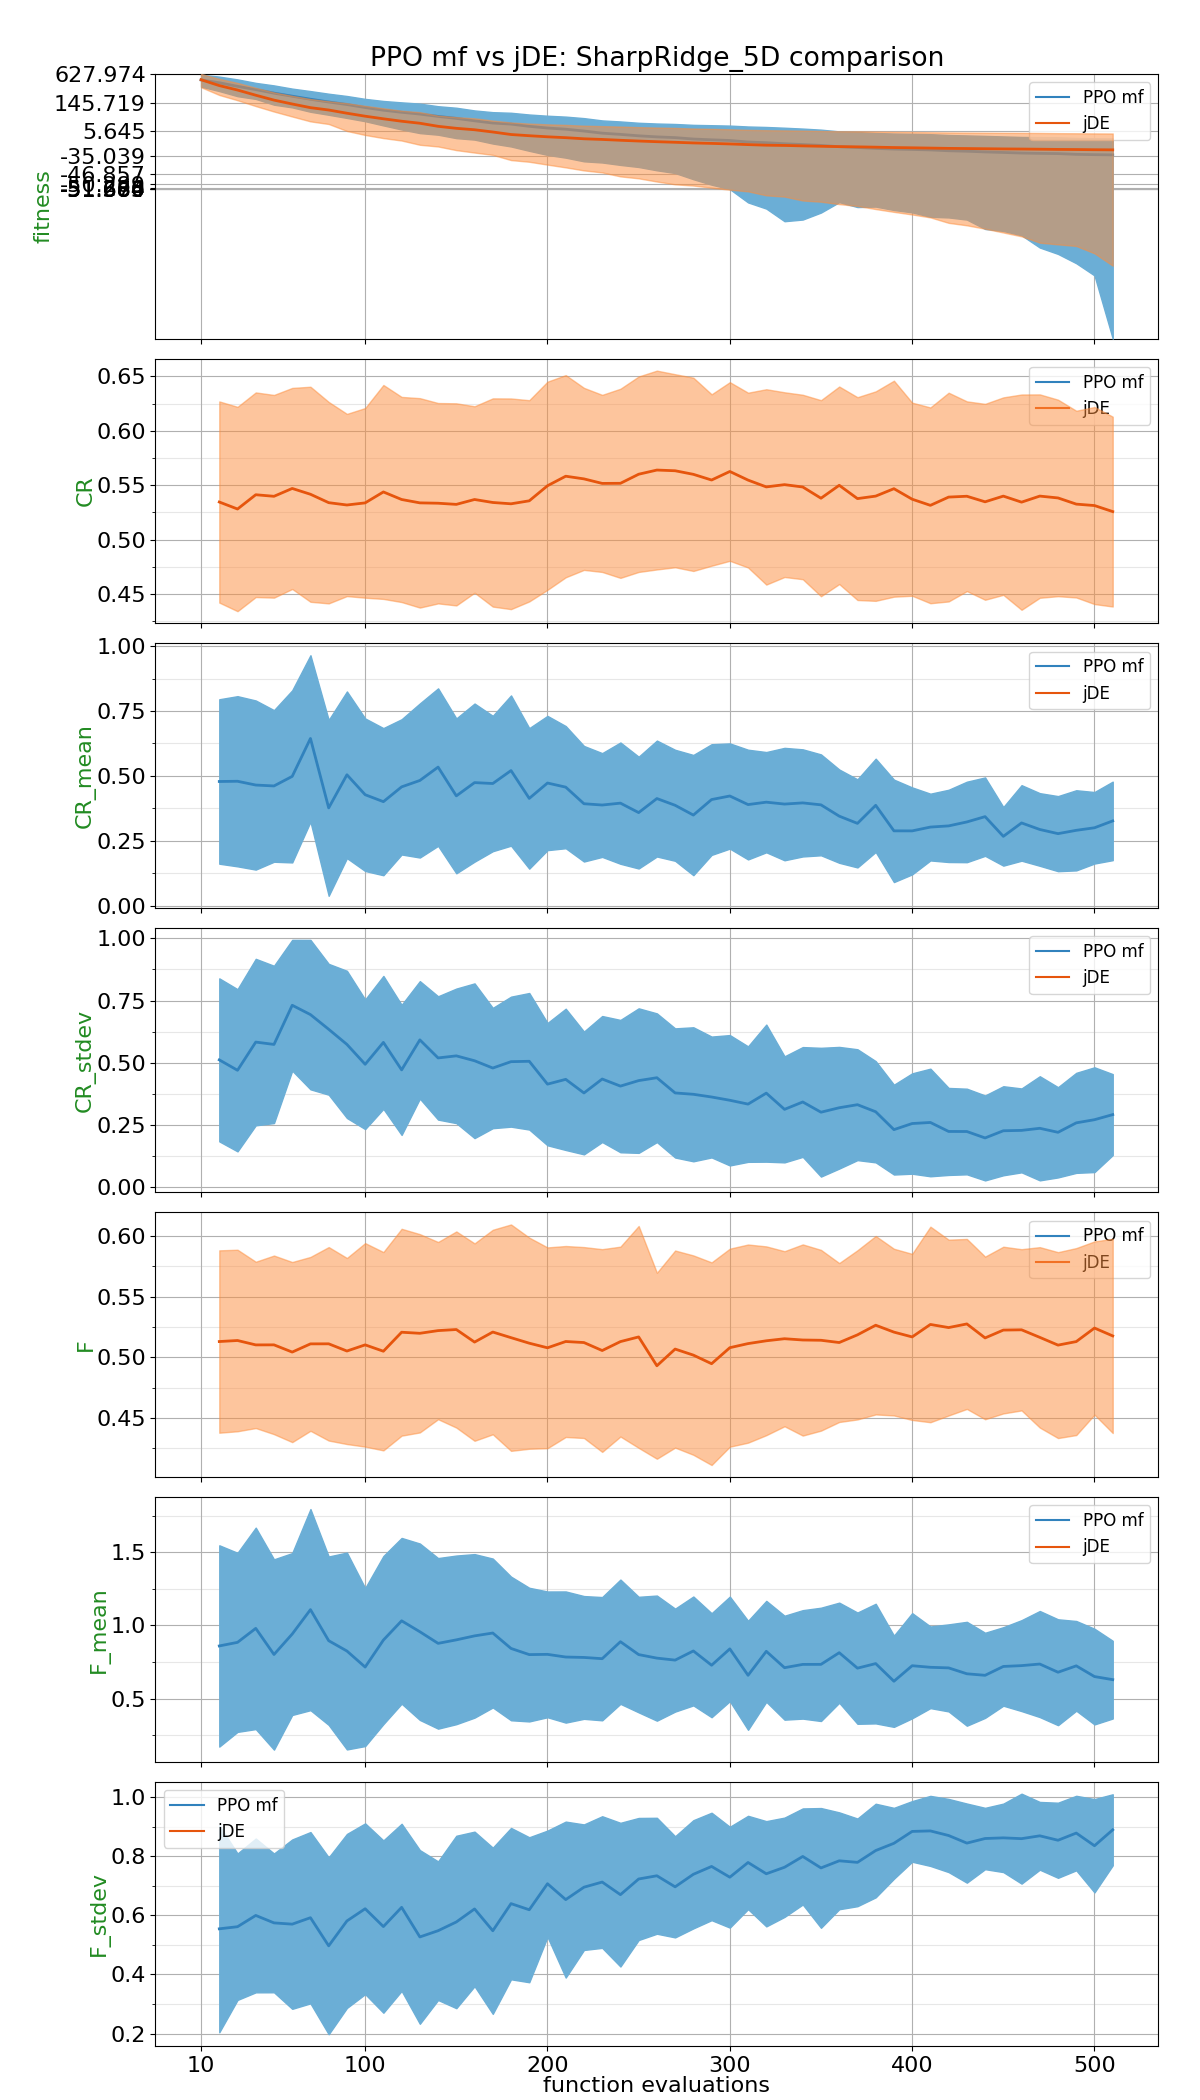 PPO mf vs jDE: SharpRidge_5D comparison
627.974
145.719
5.645
-35.039
-46.857
fitness
PPO mf
jDE
0.65
0.60
0.55
0.50
0.45
CR
PPO mf
jDE
1.00
0.75
0.50
0.25
0.00
CR_mean
PPO mf
jDE
1.00
0.75
0.50
0.25
0.00
CR_stdev
PPO mf
jDE
0.60
0.55
0.50
0.45
F
PPO mf
jDE
1.5
1.0
0.5
F_mean
PPO mf
jDE
1.0
0.8
0.6
0.4
0.2
F_stdev
PPO mf
jDE
10 100 200 300 400 500
function evaluations